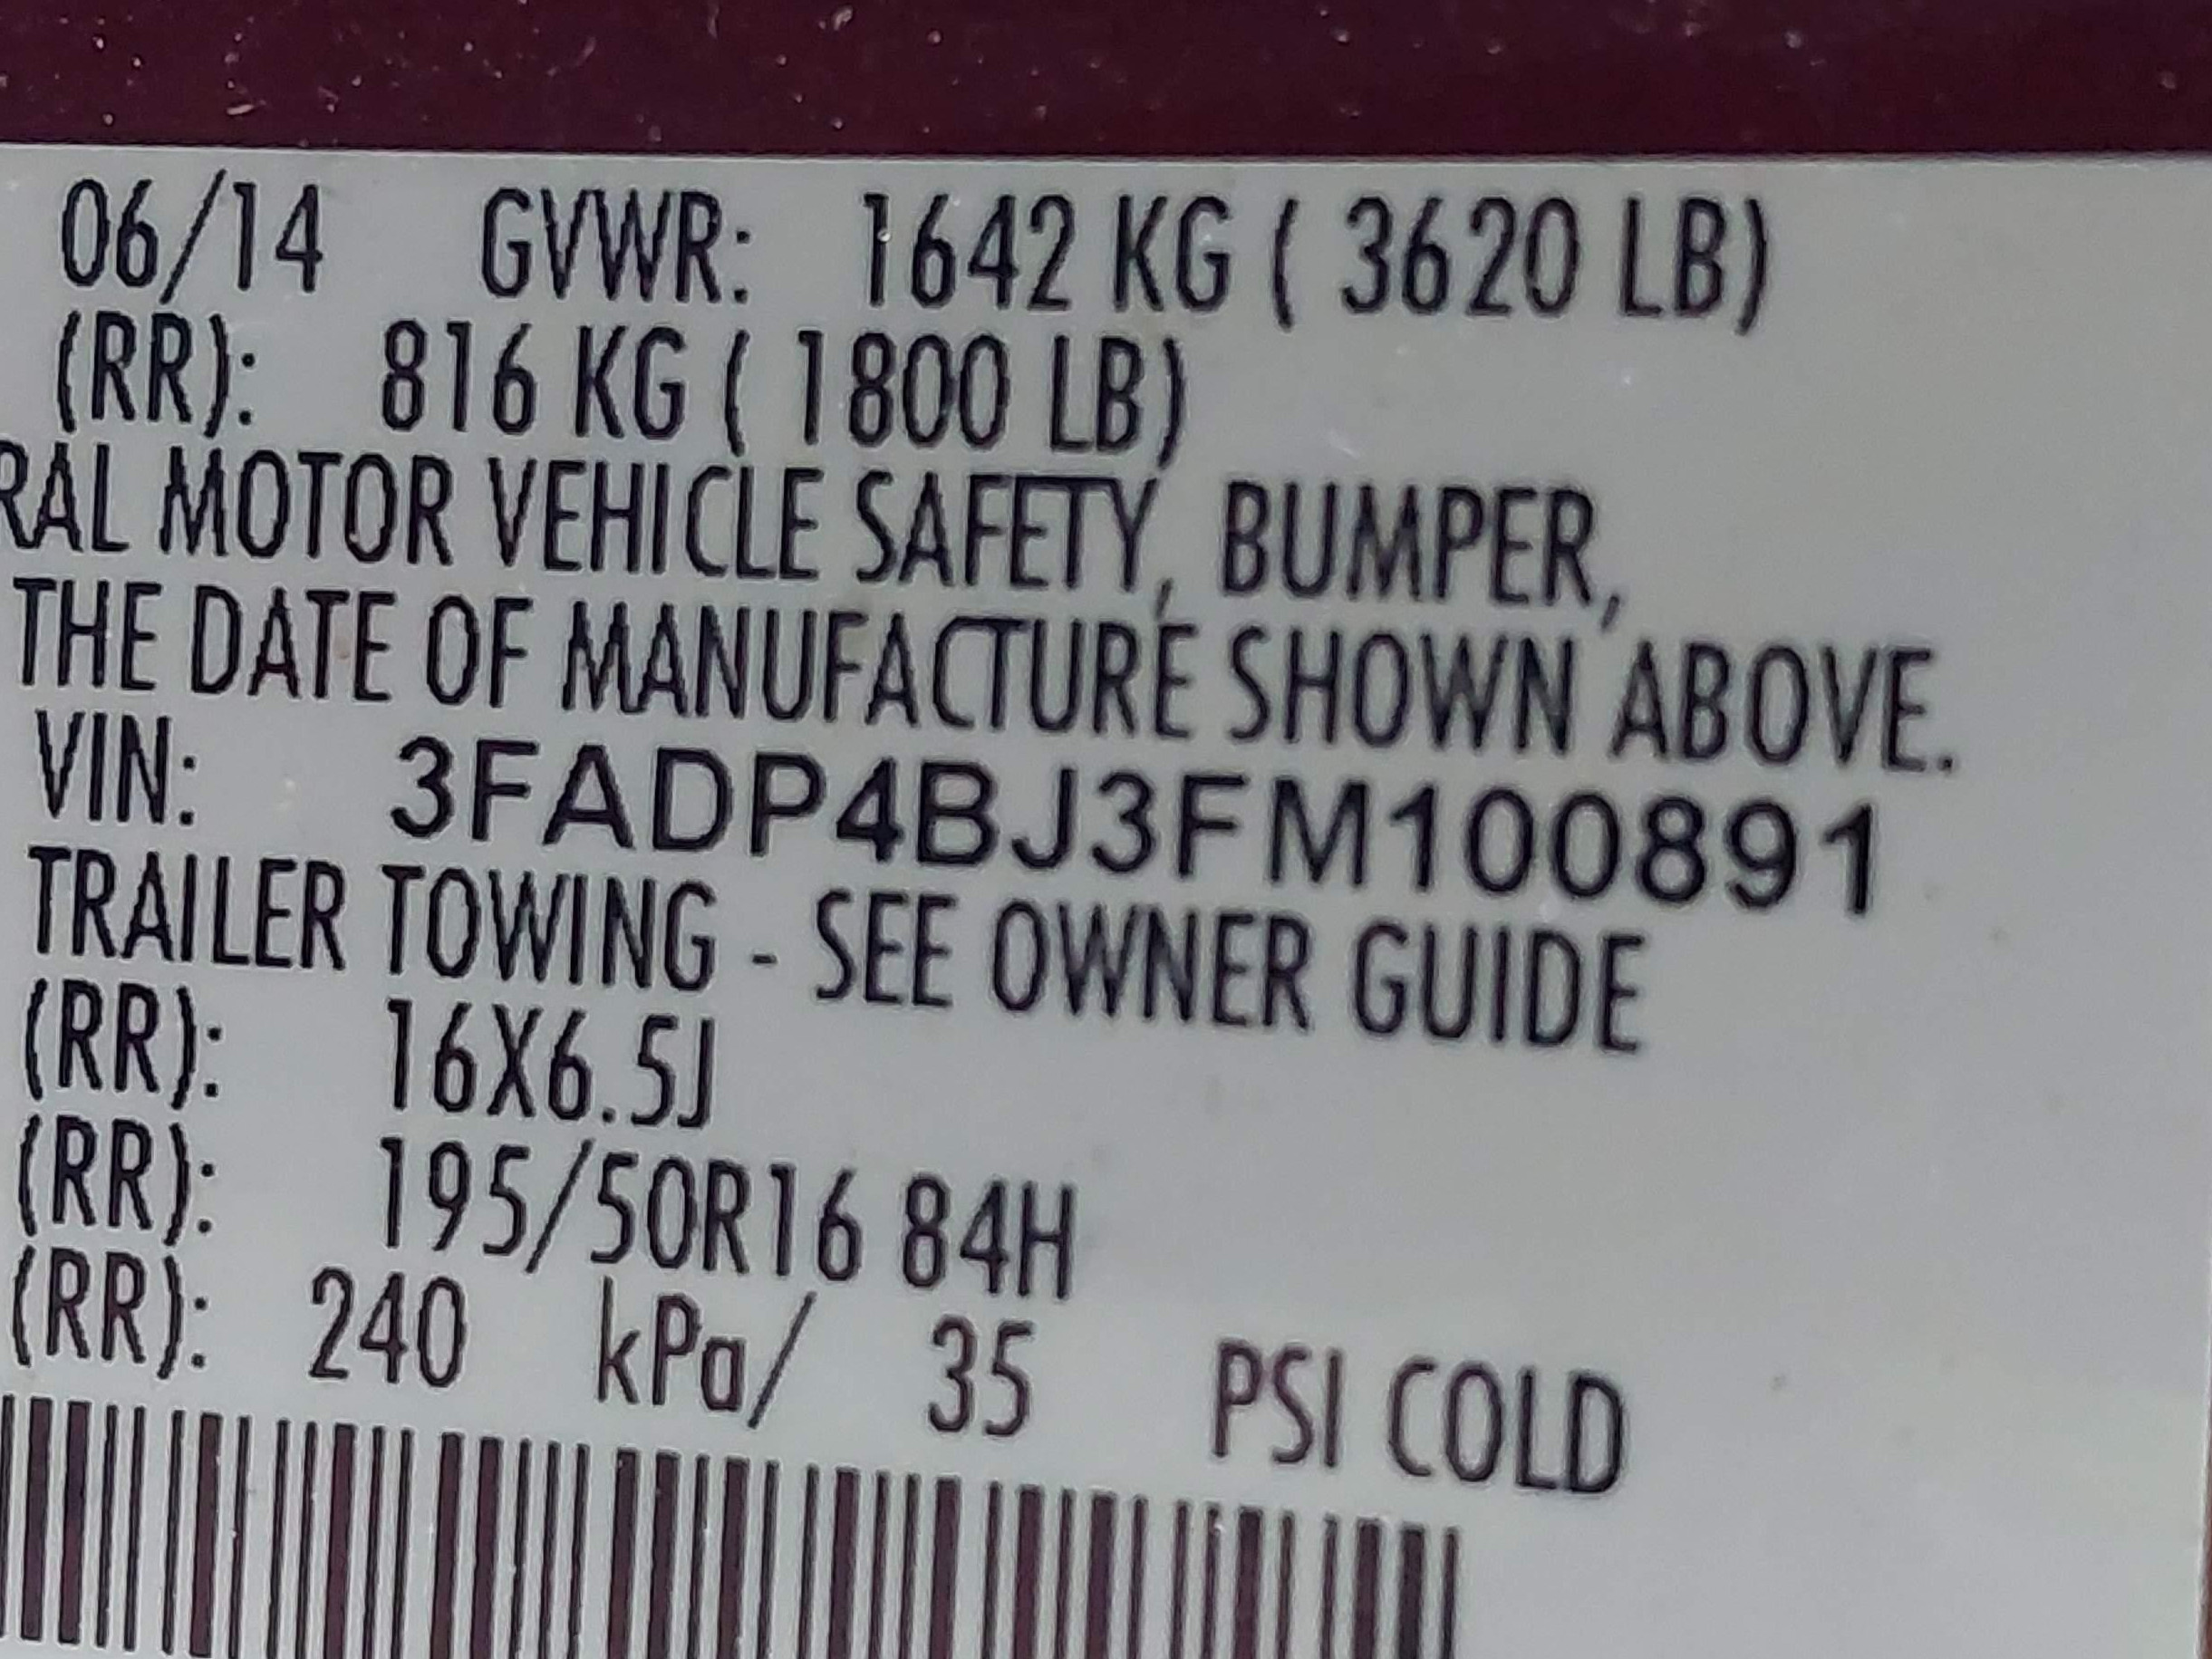 06/14 GVWR: 1642 KG ( 3620 LB)
(RR): 816 KG ( 1800 LB)
RAL MOTOR VEHICLE SAFETY, BUMPER,
THE DATE OF MANUFACTURE SHOWN ABOVE.
VIN: 3FADP4BJ3FM100891
TRAILER TOWING - SEE OWNER GUIDE
(RR): 16X6.5J
(RR): 195/50R16 84H
(RR): 240 kPa/ 35 PSI COLD